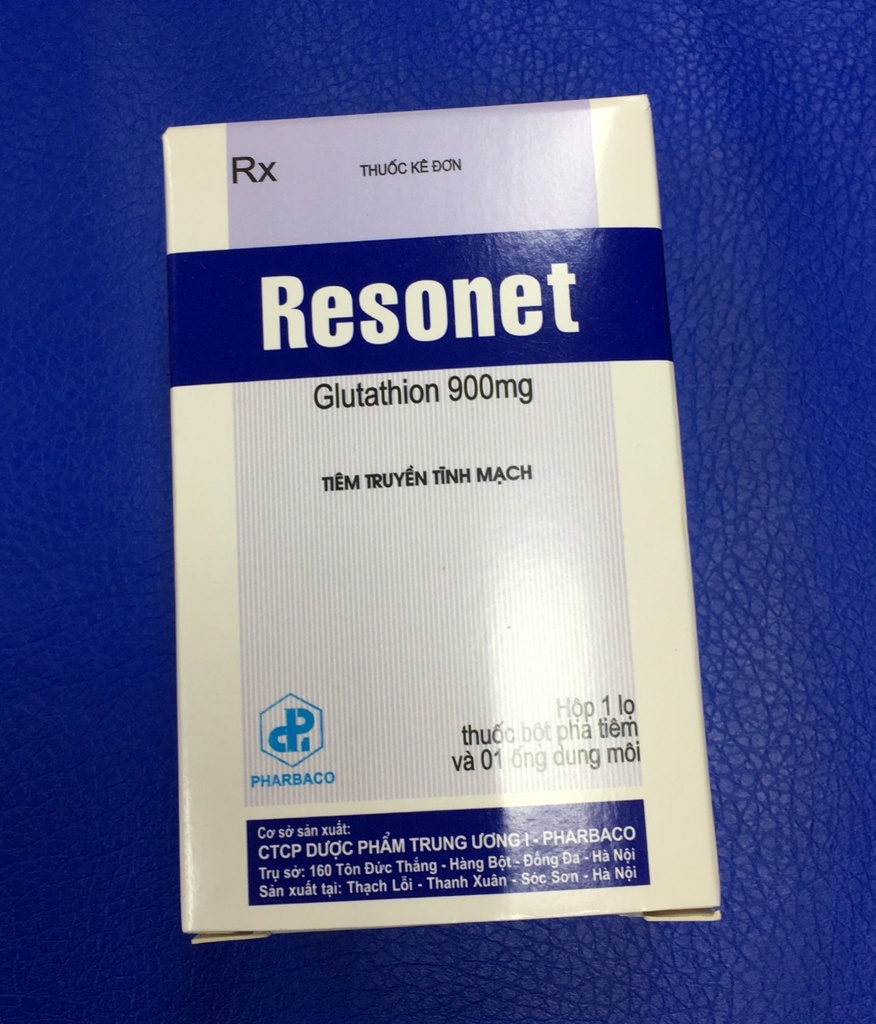 Rx
THUỐC KÊ ĐƠN
Resonet
Glutathion 900mg
TIÊM TRUYỀN TĨNH MẠCH
Hộp 1 lọ
thuốc bột pha tiêm
và 01 ống dung môi
PHARBACO
Cơ sở sản xuất:
CTCP DƯỢC PHẨM TRUNG ƯƠNG I - PHARBACO
Trụ sở: 160 Tôn Đức Thắng - Hàng Bột - Đống Đa - Hà Nội
Sản xuất tại: Thạch Lỗi - Thanh Xuân - Sóc Sơn - Hà Nội